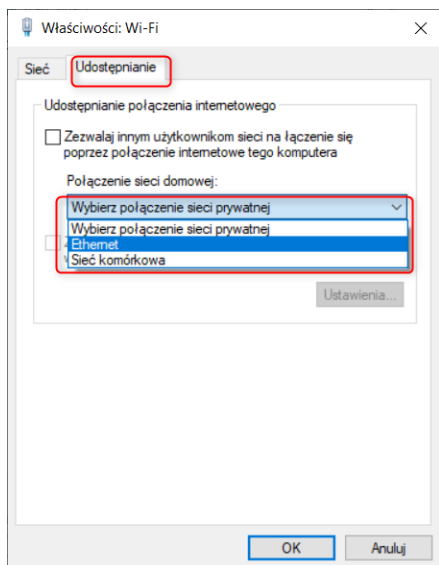 Właściwości: Wi-Fi
Sieć
Udostępnianie
Udostępnianie połączenia internetowego
Zezwalaj innym użytkownikom sieci na łączenie się
poprzez połączenie internetowe tego komputera
Połączenie sieci domowej:
Wybierz połączenie sieci prywatnej
Wybierz połączenie sieci prywatnej
Ethernet
Sieć komórkowa
Ustawienia...
OK
Anuluj